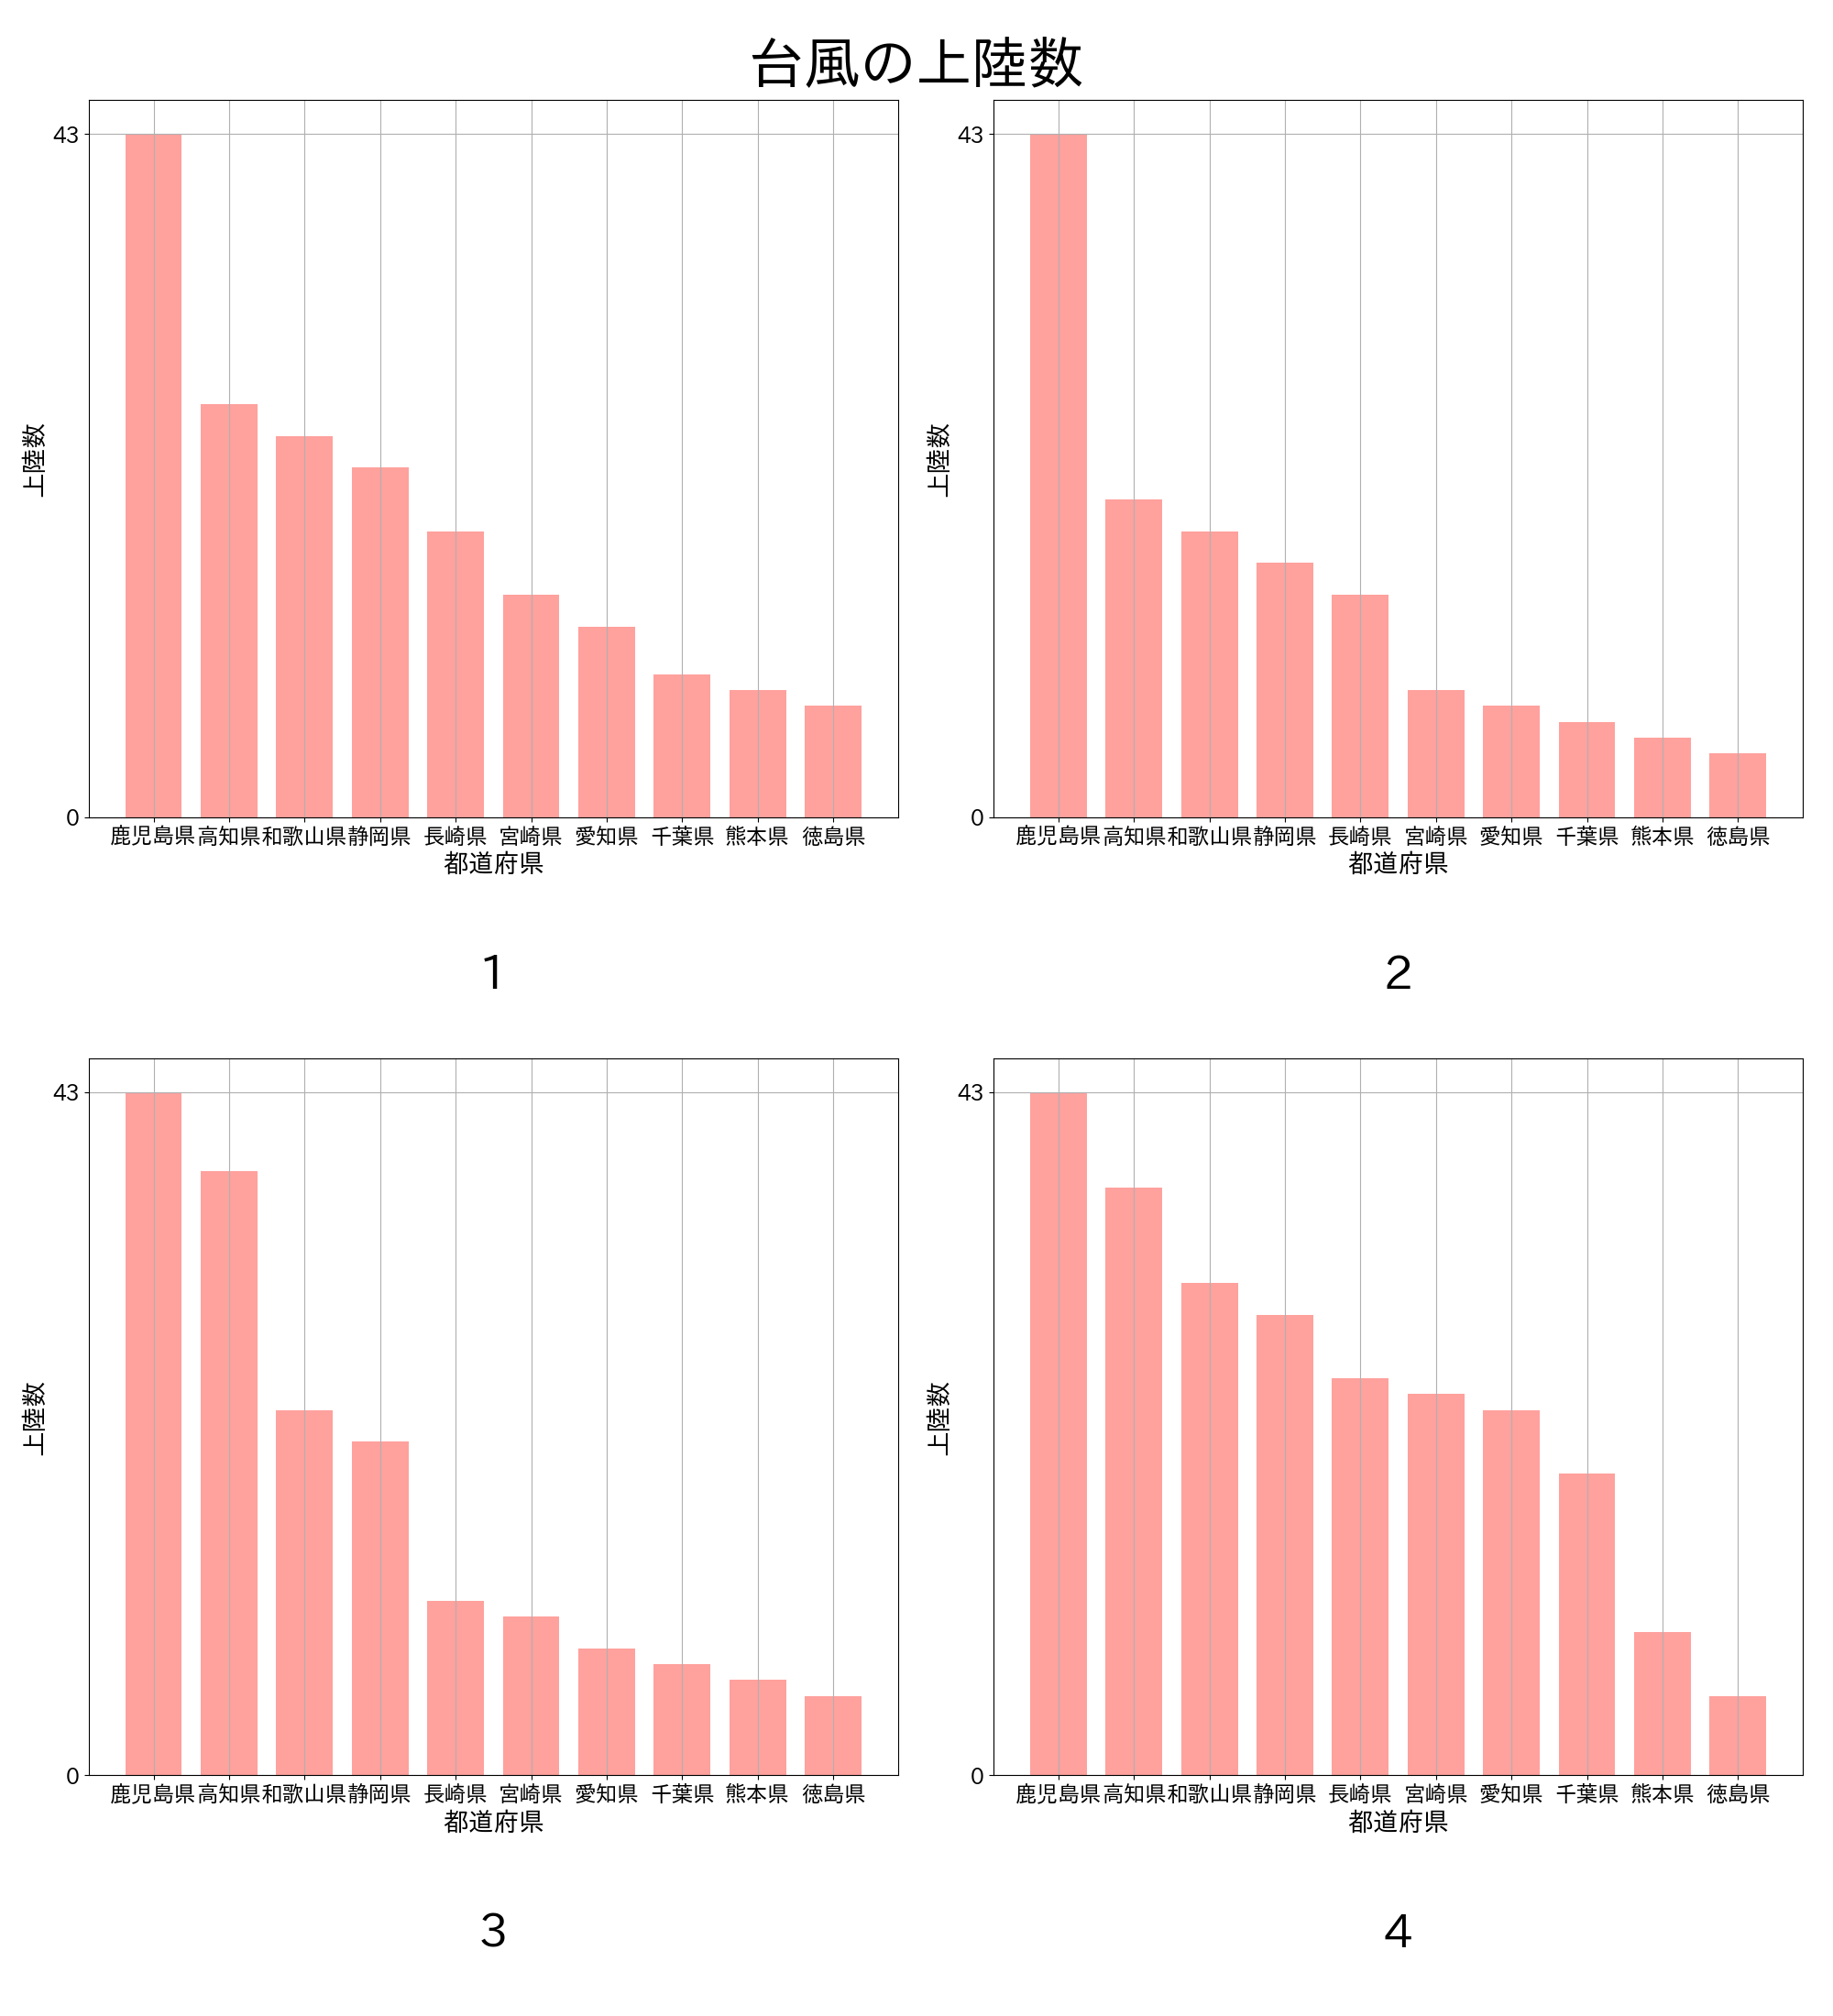 台風の上陸数
43
0
上陸数
鹿児島県 高知県 和歌山県 静岡県 長崎県 宮崎県 愛知県 千葉県 熊本県 徳島県
都道府県
1
43
0
上陸数
鹿児島県 高知県 和歌山県 静岡県 長崎県 宮崎県 愛知県 千葉県 熊本県 徳島県
都道府県
2
43
0
上陸数
鹿児島県 高知県 和歌山県 静岡県 長崎県 宮崎県 愛知県 千葉県 熊本県 徳島県
都道府県
3
43
0
上陸数
鹿児島県 高知県 和歌山県 静岡県 長崎県 宮崎県 愛知県 千葉県 熊本県 徳島県
都道府県
4